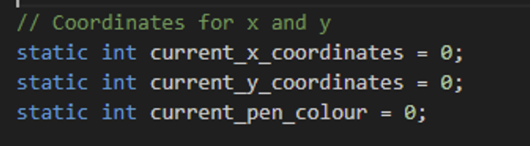 // Coordinates for x and y
static int current_x_coordinates = 0;
static int current_y_coordinates = 0;
static int current_pen_colour = 0;